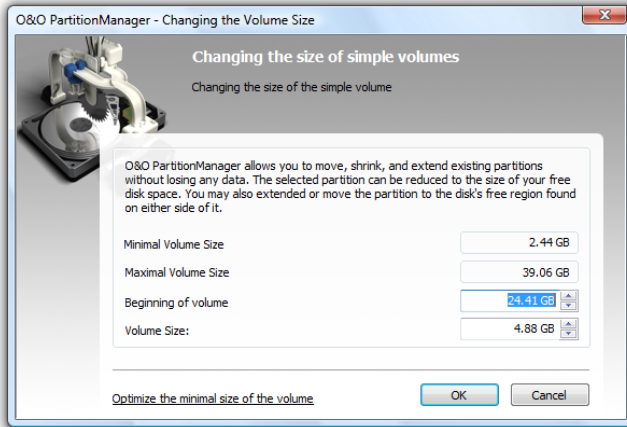 O&O PartitionManager - Changing the Volume Size
Changing the size of simple volumes
Changing the size of the simple volume
O&O PartitionManager allows you to move, shrink, and extend existing partitions
without losing any data. The selected partition can be reduced to the size of your free
disk space. You may also extended or move the partition to the disk's free region found
on either side of it.
Minimal Volume Size 2.44 GB
Maximal Volume Size 39.06 GB
Beginning of volume 24.41 GB
Volume Size: 4.88 GB
Optimize the minimal size of the volume OK Cancel